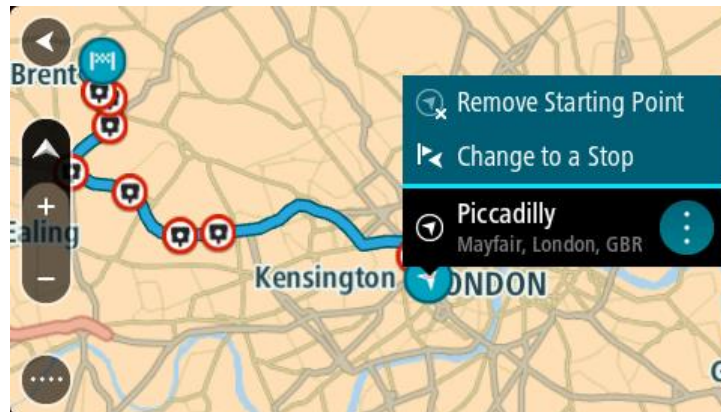 Brent
Remove Starting Point
Change to a Stop
Piccadilly
Mayfair, London, GBR
Ealing
Kensington
ONDON
G